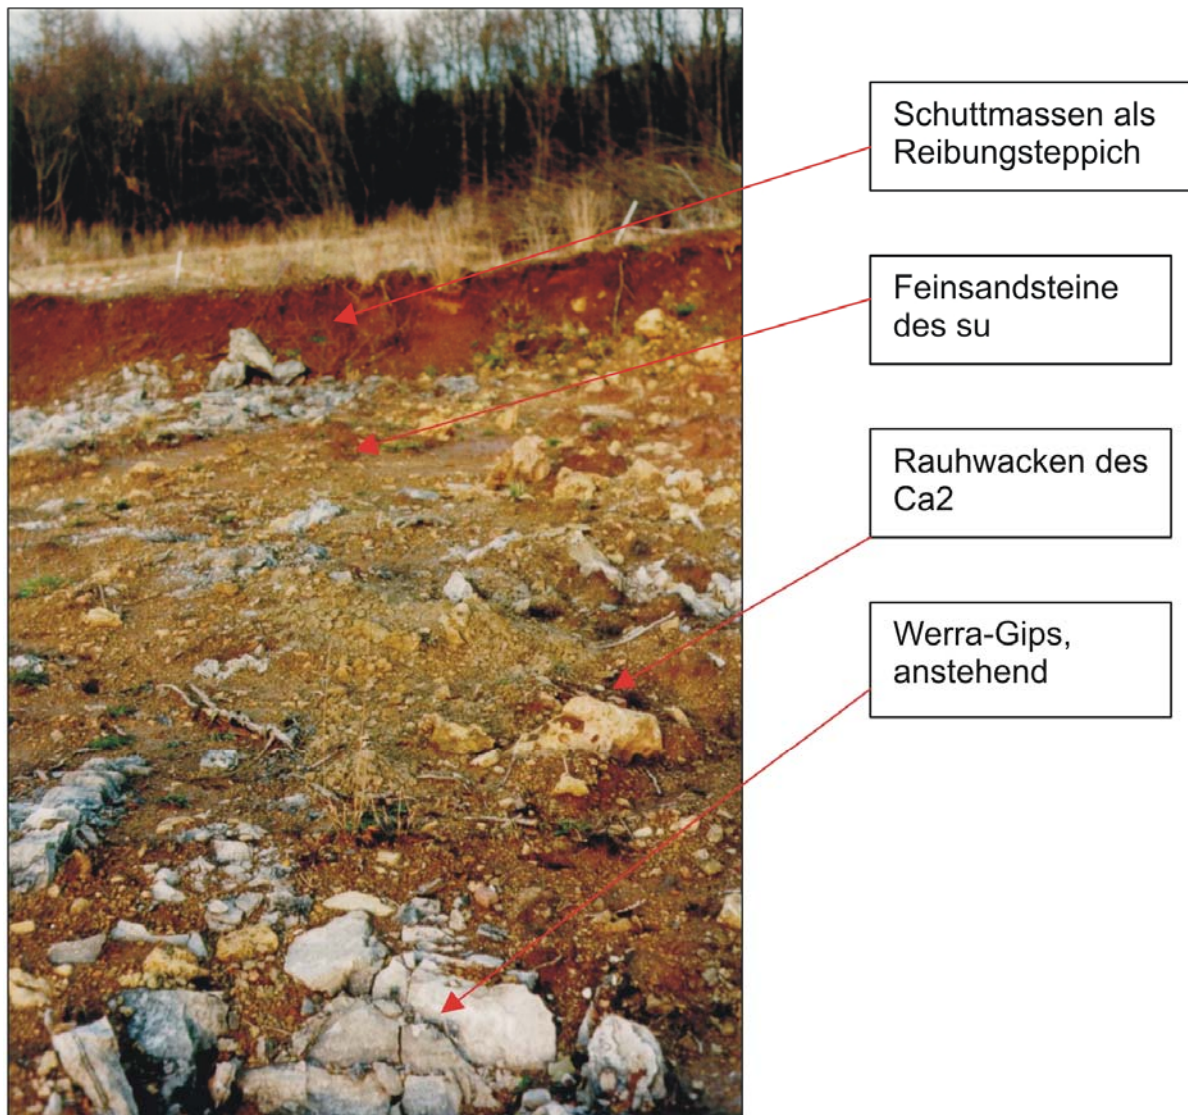 Schuttmassen als
Reibungsteppich
Feinsandsteine
des su
Rauhwacken des
Ca2
Werra-Gips,
anstehend